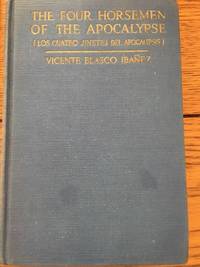 THE FOUR HORSEMEN
OF THE APOCALYPSE
(LOS CUATRO JINETES DEL APOCALIPSIS)
VICENTE BLASCO IBAÑEZ